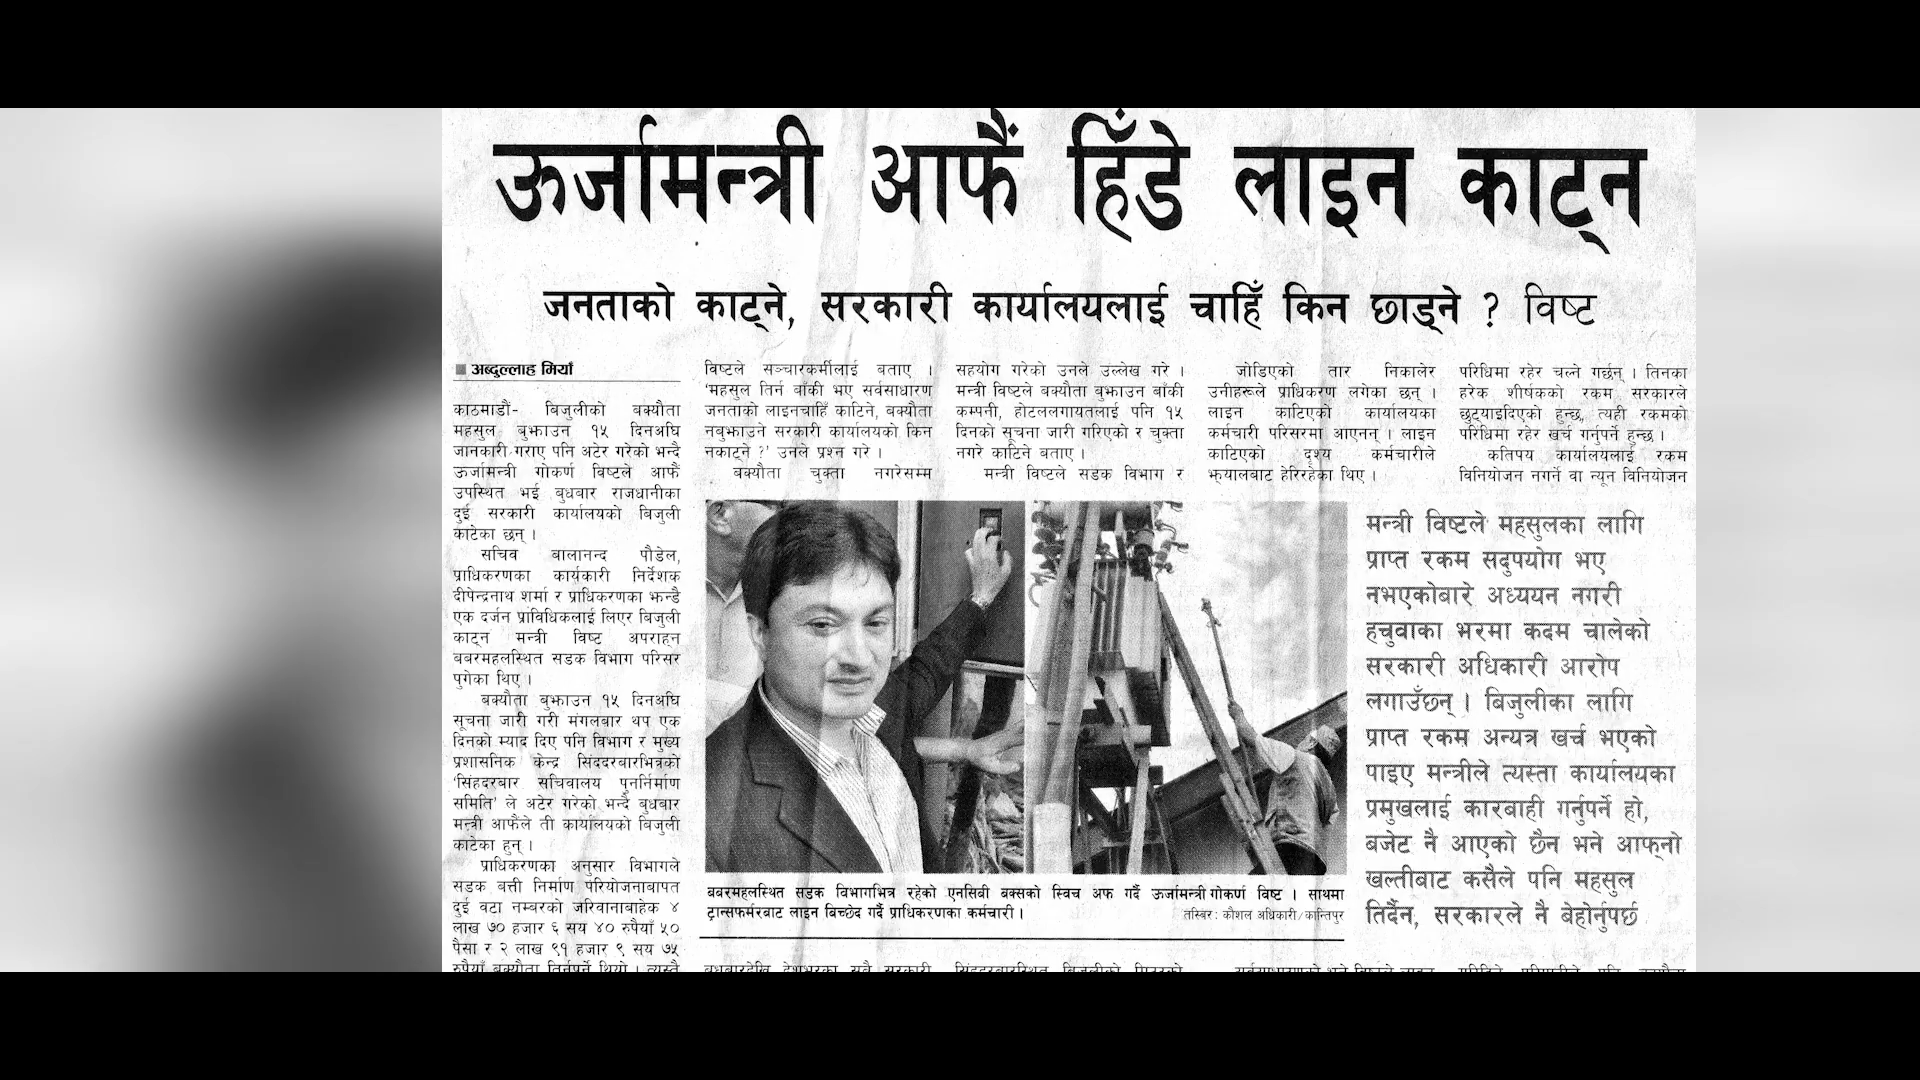 ऊर्जामन्त्री आफैं हिँडे लाइन काट्न
जनताको काट्ने, सरकारी कार्यालयलाई चाहिँ किन छाड्ने ? विष्ट
अब्दुल्लाह मियाँ
काठमाडौं- बिजुलीको बक्यौता
महसुल बुझाउन १५ दिनअघि
जानकारी गराए पनि अटेर गरेको भन्दै
ऊर्जामन्त्री गोकर्ण विष्टले आफैं
उपस्थित भई बुधबार राजधानीका
दुई सरकारी कार्यालयको बिजुली
काटेका छन् ।
सचिव बालानन्द पौडेल,
प्राधिकरणका कार्यकारी निर्देशक
दीपेन्द्रनाथ शर्मा र प्राधिकरणका झन्डै
एक दर्जन प्राविधिकलाई लिएर बिजुली
काट्न मन्त्री विष्ट अपराह्न
बबरमहलस्थित सडक विभाग परिसर
पुगेका थिए ।
बक्यौता बुझाउन १५ दिनअघि
सूचना जारी गरी मंगलबार थप एक
दिनको म्याद दिए पनि विभाग र मुख्य
प्रशासनिक केन्द्र सिंहदरबारभित्रको
'सिंहदरबार सचिवालय पुनर्निर्माण
समिति' ले अटेर गरेको भन्दै बुधबार
मन्त्री आफैंले ती कार्यालयको बिजुली
काटेका हुन् ।
प्राधिकरणका अनुसार विभागले
सडक बत्ती निर्माण परियोजनाबापत
दुई वटा नम्बरको जरिवानाबाहेक ४
लाख ७० हजार ६ सय ४० रुपैयाँ ५०
पैसा र २ लाख ९१ हजार ९ सय ७५
रुपैयाँ बक्यौता तिर्नुपर्ने थियो । त्यस्तै
विष्टले सञ्चारकर्मीलाई बताए ।
'महसुल तिर्न बाँकी भए सर्वसाधारण
जनताको लाइनचाहिँ काटिने, बक्यौता
नबुझाउने सरकारी कार्यालयको किन
नकाट्ने ?' उनले प्रश्न गरे ।
बक्यौता चुक्ता नगरेसम्म
सहयोग गरेको उनले उल्लेख गरे ।
मन्त्री विष्टले बक्यौता बुझाउन बाँकी
कम्पनी, होटललगायतलाई पनि १५
दिनको सूचना जारी गरिएको र चुक्ता
नगरे काटिने बताए ।
मन्त्री विष्टले सडक विभाग र
जोडिएको तार निकालेर
उनीहरूले प्राधिकरण लगेका छन् ।
लाइन काटिएको कार्यालयका
कर्मचारी परिसरमा आएनन् । लाइन
काटिएको दृश्य कर्मचारीले
झ्यालबाट हेरिरहेका थिए ।
परिधिमा रहेर चल्ने गर्छन् । तिनका
हरेक शीर्षकको रकम सरकारले
छुट्याइदिएको हुन्छ, त्यही रकमको
परिधिमा रहेर खर्च गर्नुपर्ने हुन्छ ।
कतिपय कार्यालयलाई रकम
विनियोजन नगर्ने वा न्यून विनियोजन
मन्त्री विष्टले महसुलका लागि
प्राप्त रकम सदुपयोग भए
नभएकोबारे अध्ययन नगरी
हचुवाका भरमा कदम चालेको
सरकारी अधिकारी आरोप
लगाउँछन् । बिजुलीका लागि
प्राप्त रकम अन्यत्र खर्च भएको
पाइए मन्त्रीले त्यस्ता कार्यालयका
प्रमुखलाई कारबाही गर्नुपर्ने हो,
बजेट नै आएको छैन भने आफ्नो
खल्तीबाट कसैले पनि महसुल
तिर्दैन, सरकारले नै बेहोर्नुपर्छ
बबरमहलस्थित सडक विभागभित्र रहेको एनसिबी बक्सको स्विच अफ गर्दै ऊर्जामन्त्री गोकर्ण विष्ट । साथमा
ट्रान्सफर्मरबाट लाइन बिच्छेद गर्दै प्राधिकरणका कर्मचारी ।
तस्बिर: कौशल अधिकारी/कान्तिपुर